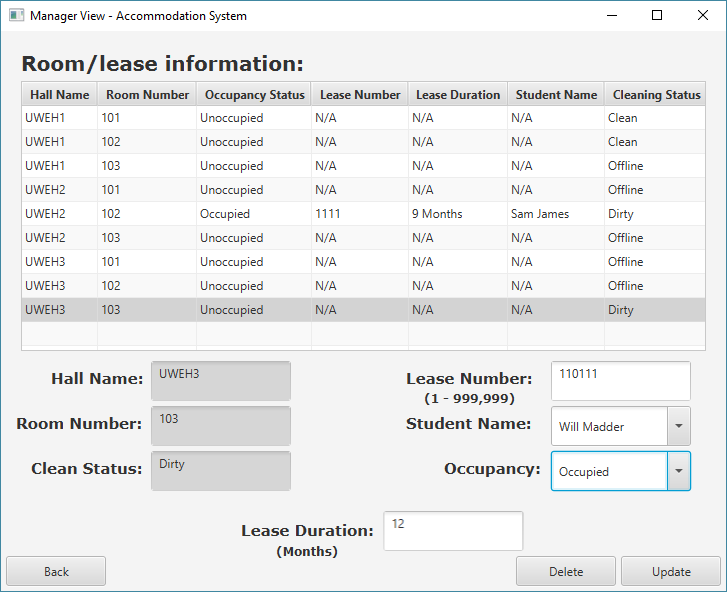 Manager View - Accommodation System
Room/lease information:
Hall Name Room Number Occupancy Status Lease Number Lease Duration Student Name Cleaning Status
UWEH1 101 Unoccupied N/A N/A N/A Clean
UWEH1 102 Unoccupied N/A N/A N/A Clean
UWEH1 103 Unoccupied N/A N/A N/A Offline
UWEH2 101 Unoccupied N/A N/A N/A Offline
UWEH2 102 Occupied 1111 9 Months Sam James Dirty
UWEH2 103 Unoccupied N/A N/A N/A Offline
UWEH3 101 Unoccupied N/A N/A N/A Offline
UWEH3 102 Unoccupied N/A N/A N/A Offline
UWEH3 103 Unoccupied N/A N/A N/A Dirty
Hall Name: UWEH3 Lease Number: 110111
(1 - 999,999)
Room Number: 103 Student Name: Will Madder
Clean Status: Dirty Occupancy: Occupied
Lease Duration: 12
(Months)
Back Delete Update